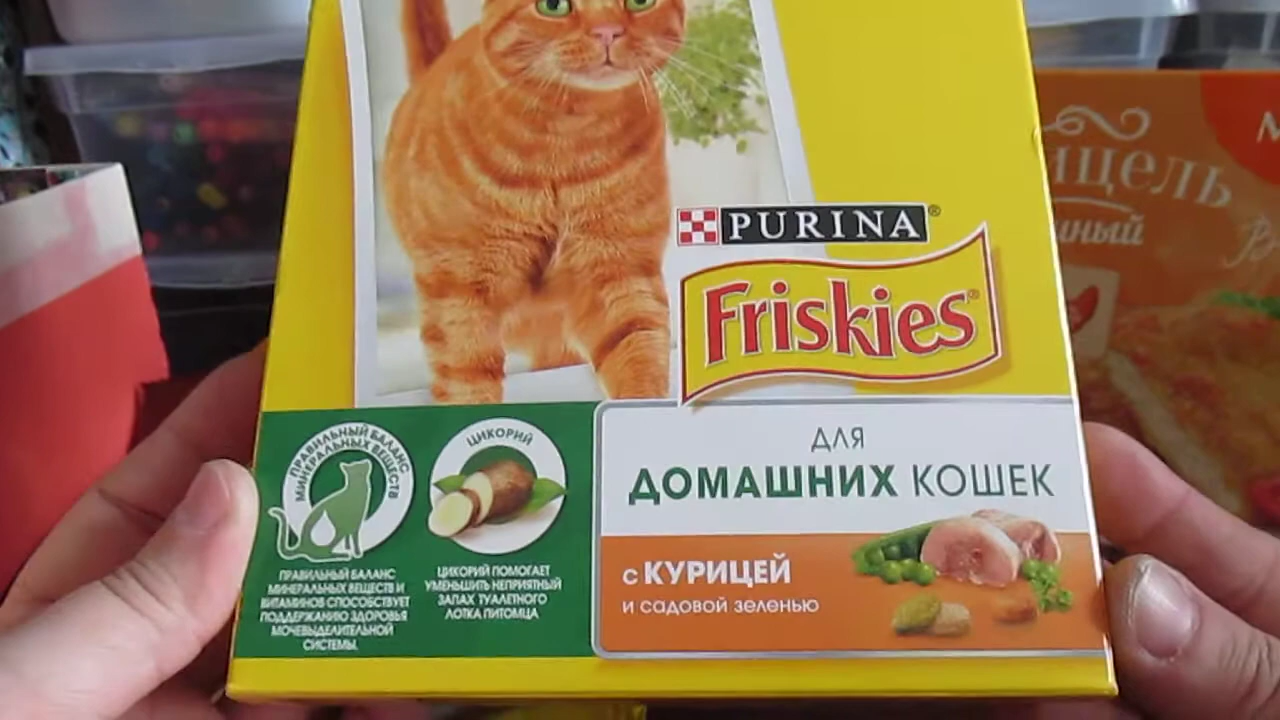 PURINA®
Friskies®
для
ДОМАШНИХ КОШЕК
с КУРИЦЕЙ
и садовой зеленью
ПРАВИЛЬНЫЙ БАЛАНС
МИНЕРАЛЬНЫХ ВЕЩЕСТВ
ПРАВИЛЬНЫЙ БАЛАНС
МИНЕРАЛЬНЫХ ВЕЩЕСТВ И
ВИТАМИНОВ СПОСОБСТВУЕТ
ПОДДЕРЖАНИЮ ЗДОРОВЬЯ
МОЧЕВЫДЕЛИТЕЛЬНОЙ
СИСТЕМЫ.
ЦИКОРИЙ
ЦИКОРИЙ ПОМОГАЕТ
УМЕНЬШИТЬ НЕПРИЯТНЫЙ
ЗАПАХ ТУАЛЕТНОГО
ЛОТКА ПИТОМЦА